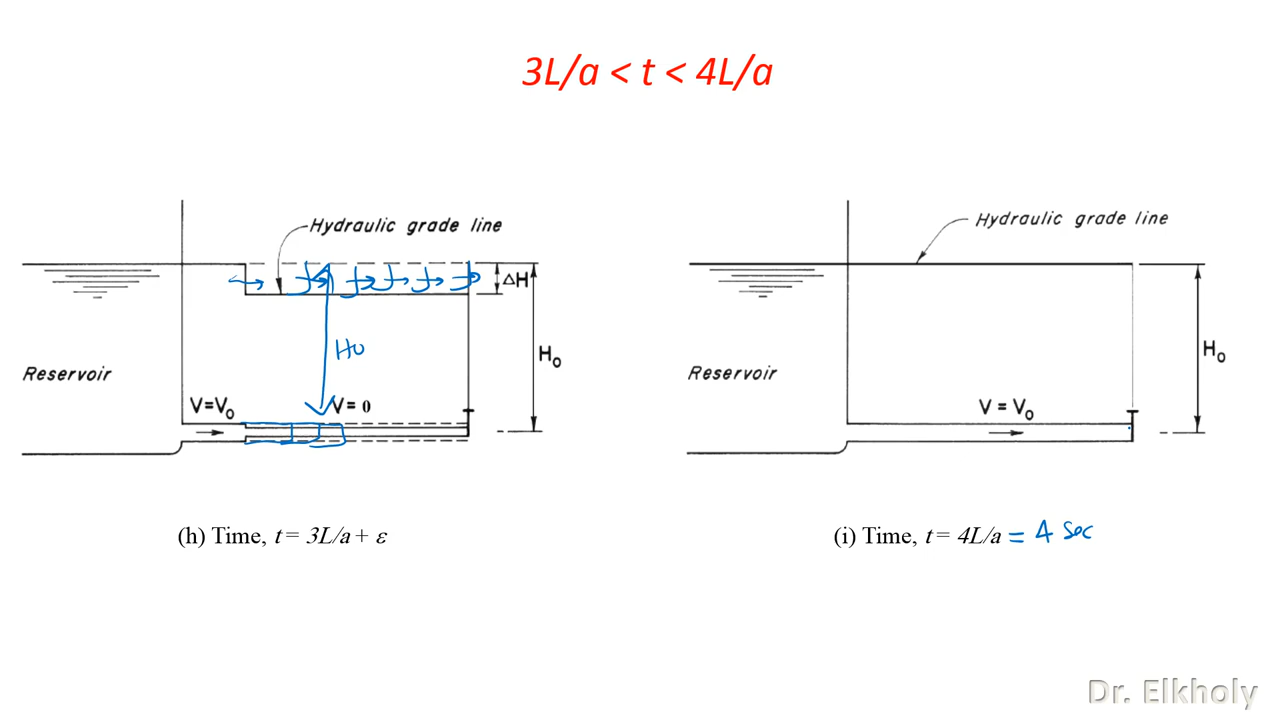 3L/a < t < 4L/a
Hydraulic grade line
ΔH
H₀
H₀
Reservoir
V=V₀
V= 0
(h) Time, t = 3L/a + ε
Hydraulic grade line
H₀
Reservoir
V = V₀
(i) Time, t = 4L/a = 4 Sec
Dr. Elkholy